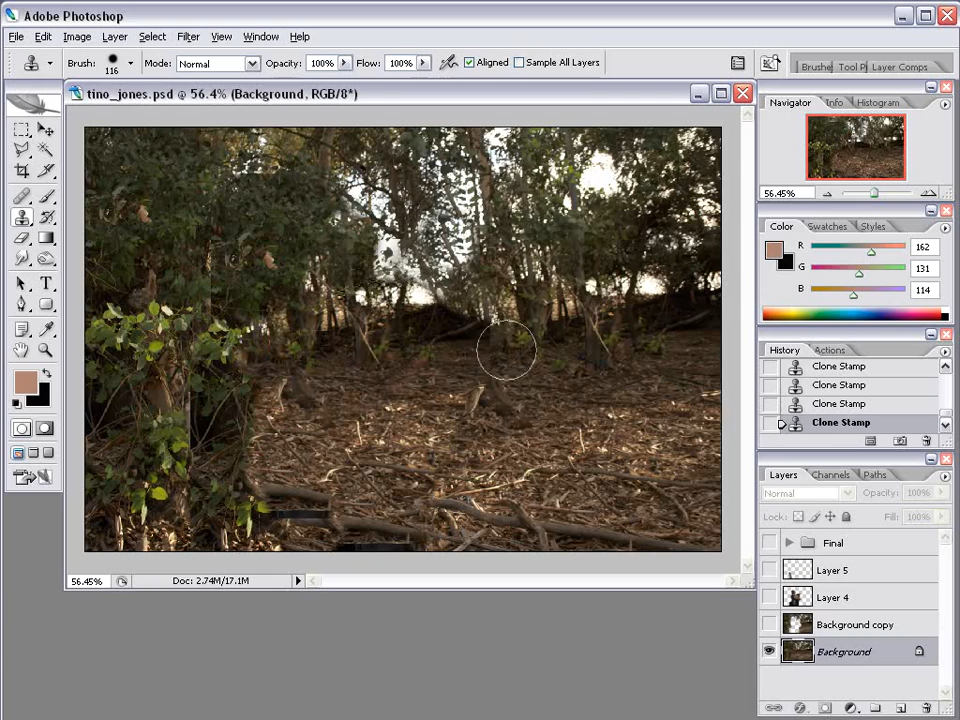 Adobe Photoshop
File Edit Image Layer Select Filter View Window Help
Brush: 116 Mode: Normal Opacity: 100% Flow: 100% Aligned Sample All Layers
Brushe Tool P Layer Comps
tino_jones.psd @ 56.4% (Background, RGB/8*)
Navigator Info Histogram
56.45%
Color Swatches Styles
R 162
G 131
B 114
History Actions
Clone Stamp
Clone Stamp
Clone Stamp
Clone Stamp
Layers Channels Paths
Normal Opacity: 100%
Lock: Fill: 100%
Final
Layer 5
Layer 4
Background copy
Background
56.45% Doc: 2.74M/17.1M